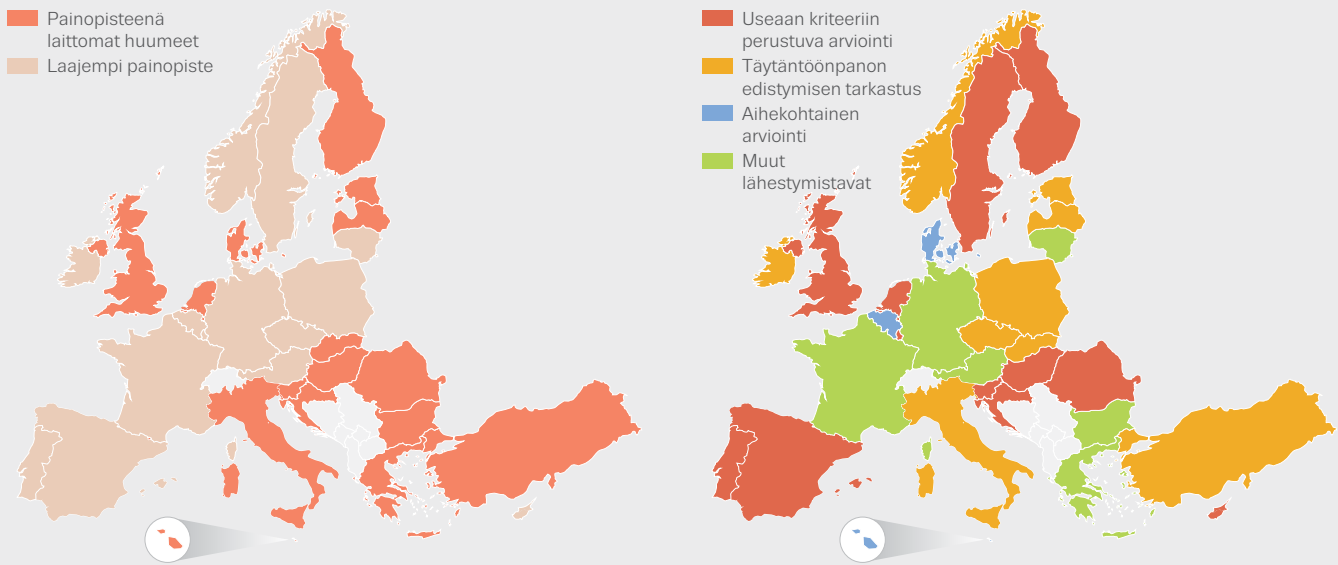 Painopisteenä
laittomat huumeet
Laajempi painopiste
Useaan kriteeriin
perustuva arviointi
Täytäntöönpanon
edistymisen tarkastus
Aihekohtainen
arviointi
Muut
lähestymistavat